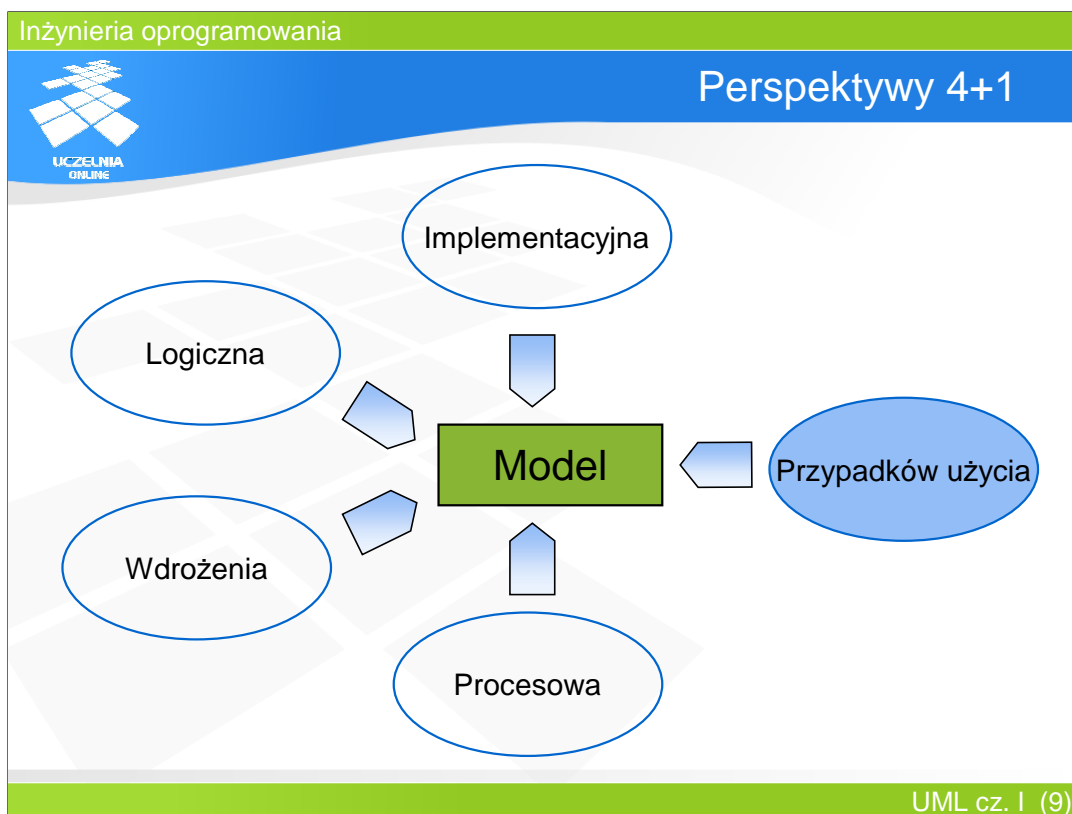 Inżynieria oprogramowania
Perspektywy 4+1
UCZELNIA
ONLINE
Implementacyjna
Logiczna
Model
Przypadków użycia
Wdrożenia
Procesowa
UML cz. I (9)